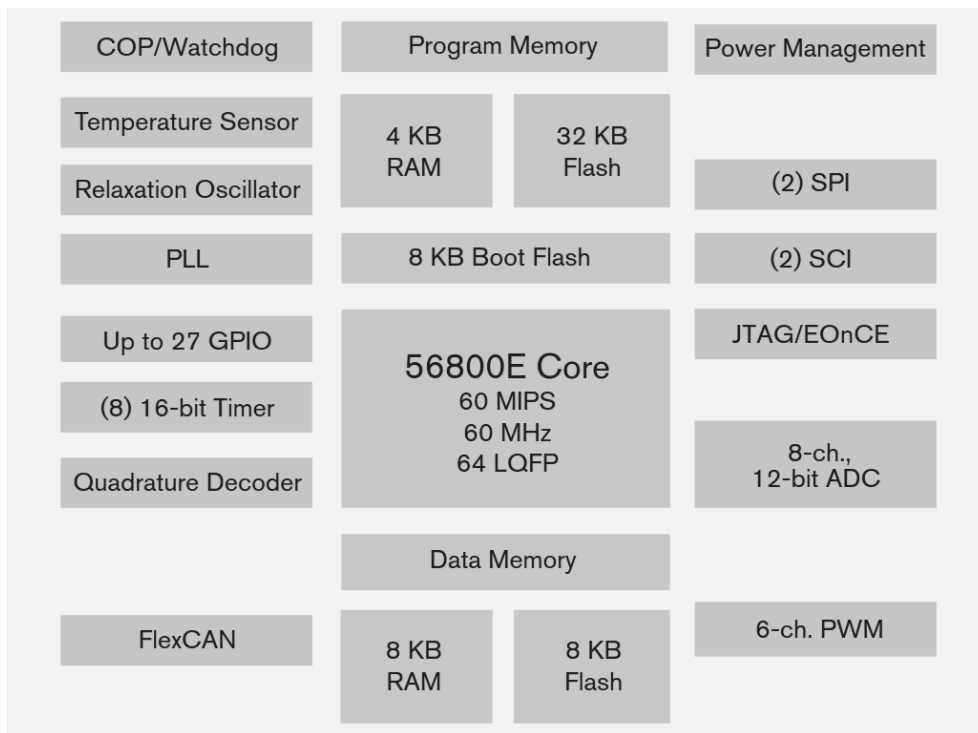 COP/Watchdog
Temperature Sensor
Relaxation Oscillator
PLL
Up to 27 GPIO
(8) 16-bit Timer
Quadrature Decoder
FlexCAN
Program Memory
4 KB
RAM
32 KB
Flash
8 KB Boot Flash
56800E Core
60 MIPS
60 MHz
64 LQFP
Data Memory
8 KB
RAM
8 KB
Flash
Power Management
(2) SPI
(2) SCI
JTAG/EOnCE
8-ch.,
12-bit ADC
6-ch. PWM